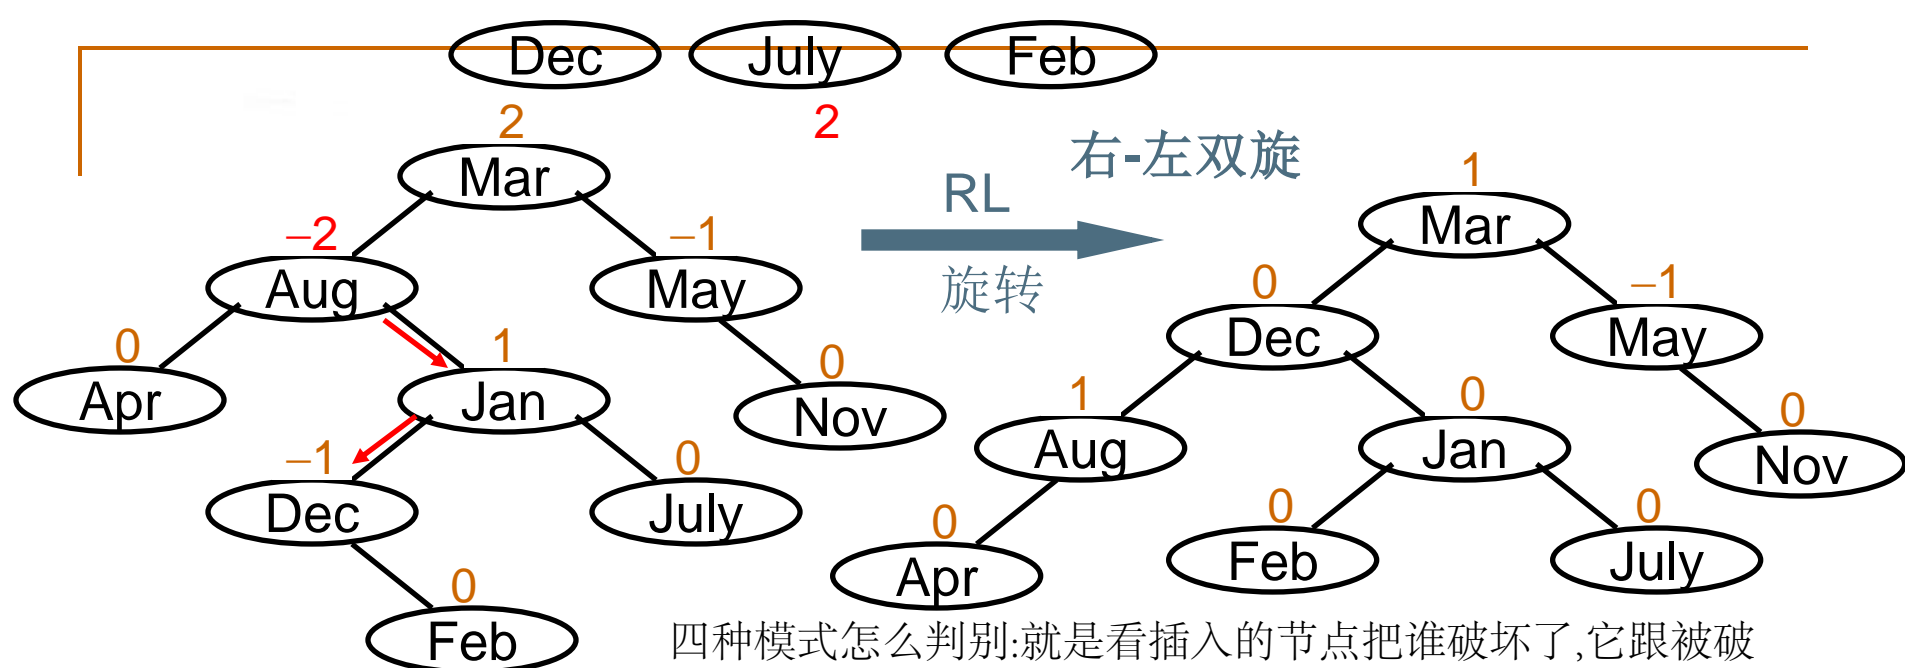 Dec July Feb
2 2
Mar
右-左双旋
1
RL
Mar
–2 –1
Aug May
旋转
0 –1
Dec May
0 1 0
Apr Jan Nov
1 0 0
Aug Jan Nov
–1 0
Dec July
0 0 0
Apr Feb July
0
Feb
四种模式怎么判别:就是看插入的节点把谁破坏了,它跟被破